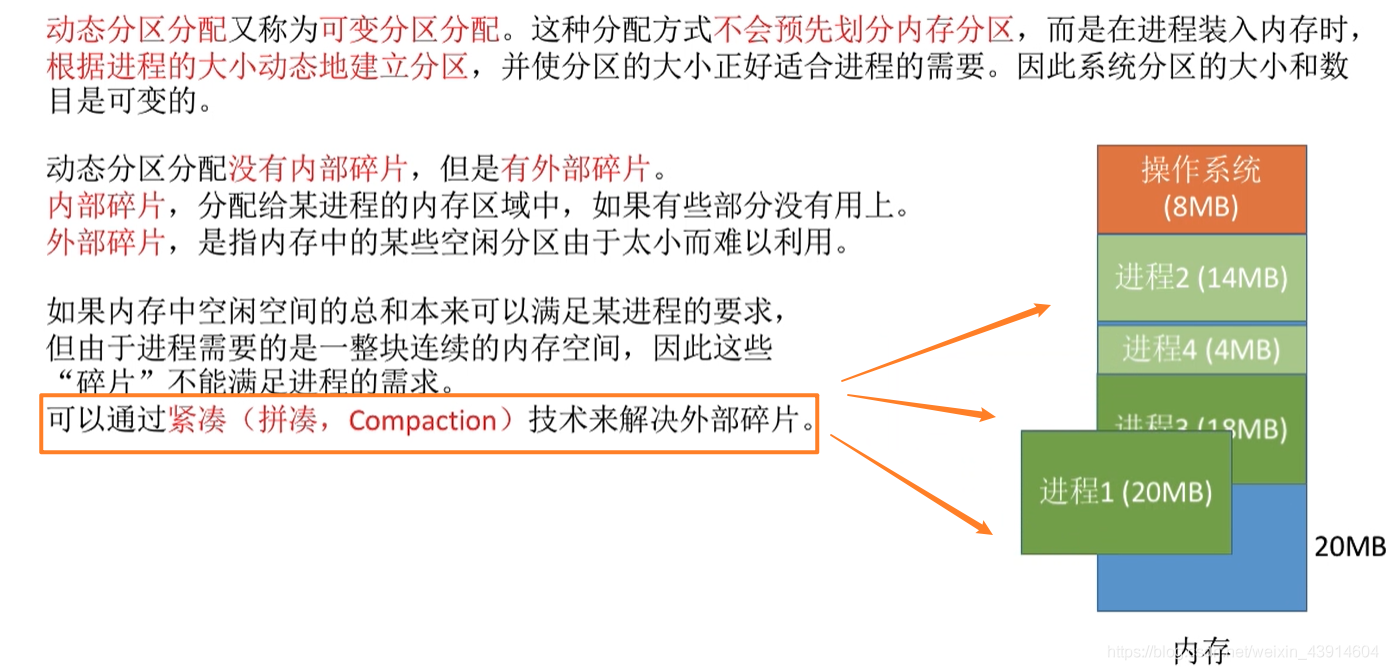 动态分区分配又称为可变分区分配。这种分配方式不会预先划分内存分区，而是在进程装入内存时，
根据进程的大小动态地建立分区，并使分区的大小正好适合进程的需要。因此系统分区的大小和数
目是可变的。
动态分区分配没有内部碎片，但是有外部碎片。
内部碎片，分配给某进程的内存区域中，如果有些部分没有用上。
外部碎片，是指内存中的某些空闲分区由于太小而难以利用。
如果内存中空闲空间的总和本来可以满足某进程的要求，
但由于进程需要的是一整块连续的内存空间，因此这些
“碎片”不能满足进程的需求。
可以通过紧凑（拼凑，Compaction）技术来解决外部碎片。
操作系统
(8MB)
进程2 (14MB)
进程4 (4MB)
进程3 (18MB)
进程1 (20MB)
20MB
内存
weixin_43914604